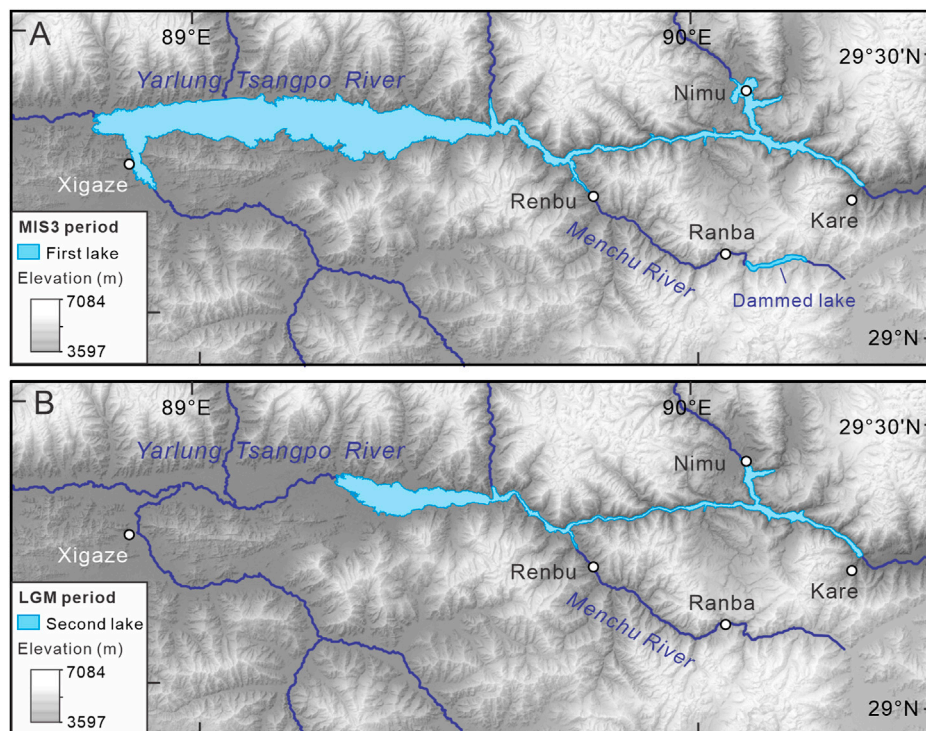 A
89°E
90°E
29°30'N
Yarlung Tsangpo River
Nimu
Xigaze
Renbu
Kare
Menchu River
Ranba
Dammed lake
MIS3 period
First lake
Elevation (m)
7084
3597
29°N
B
89°E
90°E
29°30'N
Yarlung Tsangpo River
Nimu
Xigaze
Renbu
Kare
Menchu River
Ranba
LGM period
Second lake
Elevation (m)
7084
3597
29°N